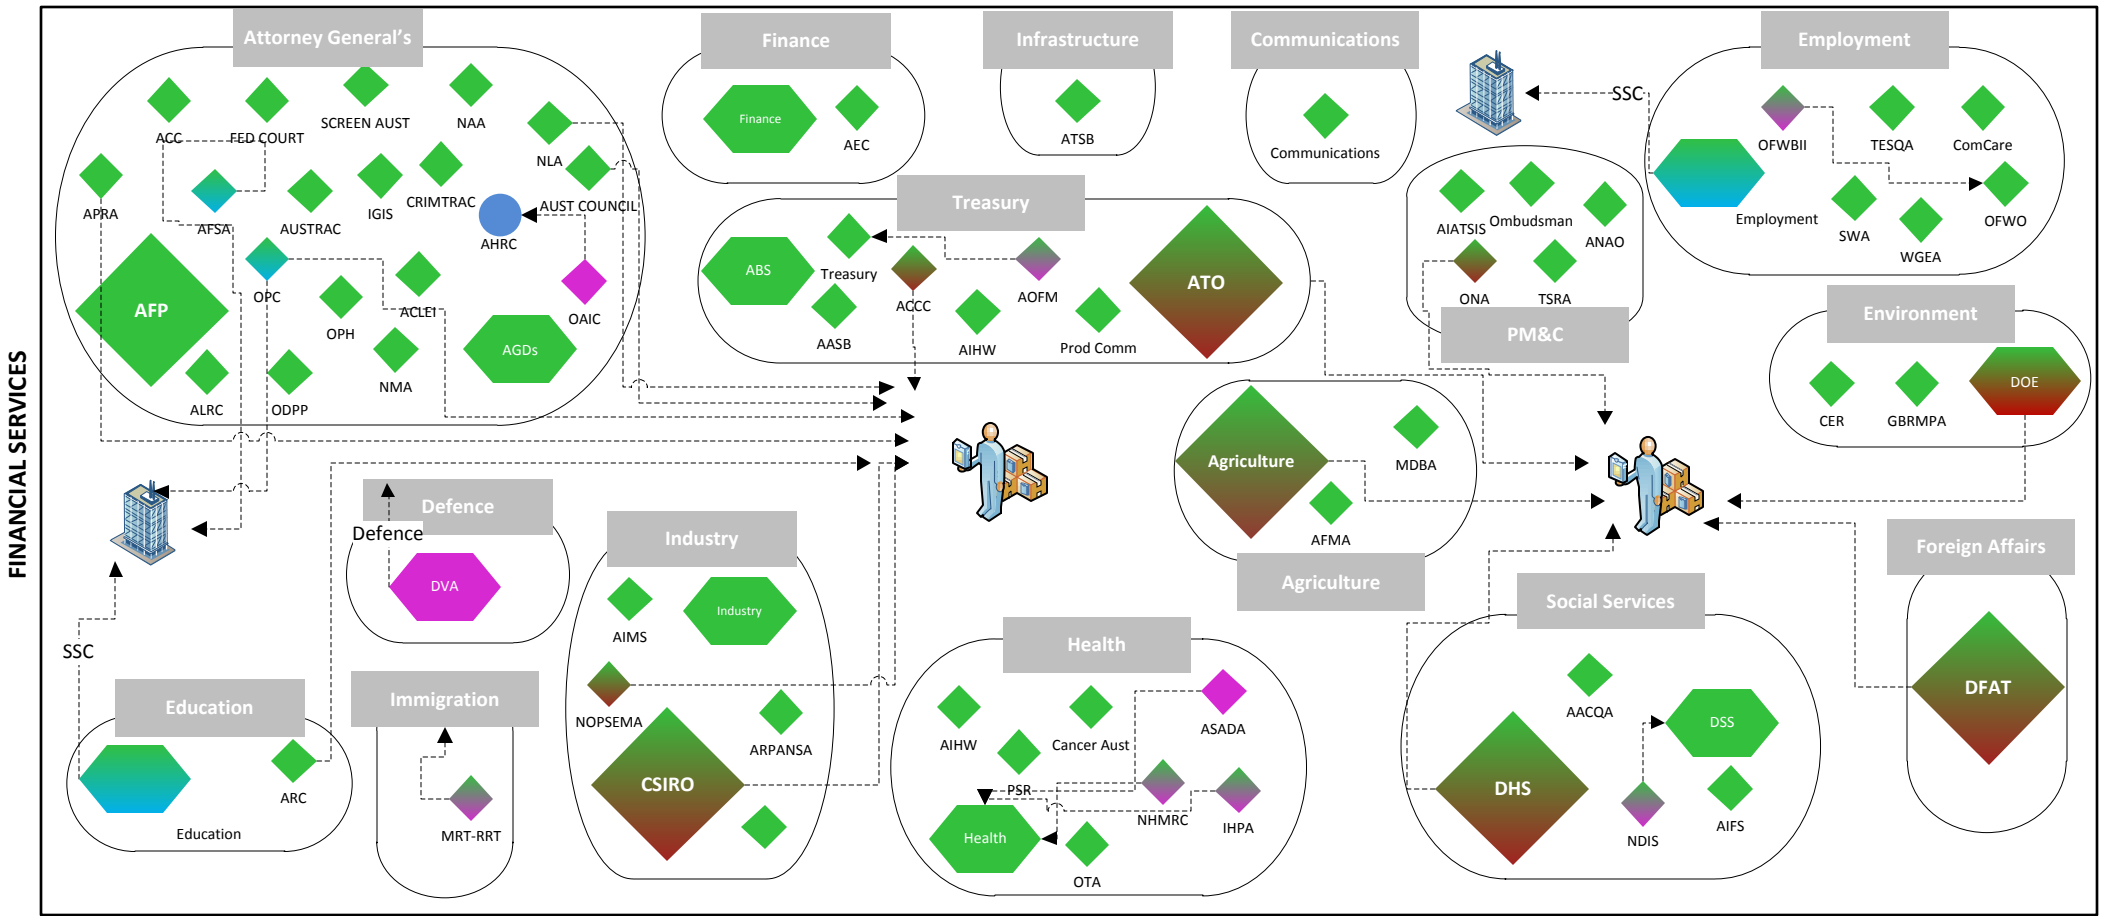 FINANCIAL SERVICES
Attorney General's
ACC
FED COURT
SCREEN AUST
NAA
NLA
APRA
AFSA
AUSTRAC
IGIS
CRIMTRAC
AUST COUNCIL
AHRC
OPC
AFP
OPH
ACLEI
OAIC
AGDs
NMA
ALRC
ODPP
Finance
Finance
AEC
Infrastructure
ATSB
Communications
Communications
Employment
SSC
OFWBII
TESQA
ComCare
Employment
SWA
WGEA
OFWO
Treasury
ABS
Treasury
ACCC
AOFM
ATO
AASB
AIHW
Prod Comm
AIATSIS
Ombudsman
ANAO
ONA
TSRA
PM&C
Environment
CER
GBRMPA
DOE
Agriculture
MDBA
AFMA
Agriculture
Defence
Defence
DVA
Industry
AIMS
Industry
NOPSEMA
ARPANSA
CSIRO
SSC
Education
ARC
Education
Immigration
MRT-RRT
Health
AIHW
PSR
Cancer Aust
ASADA
NHMRC
IHPA
Health
OTA
Social Services
AACQA
DSS
DHS
NDIS
AIFS
Foreign Affairs
DFAT